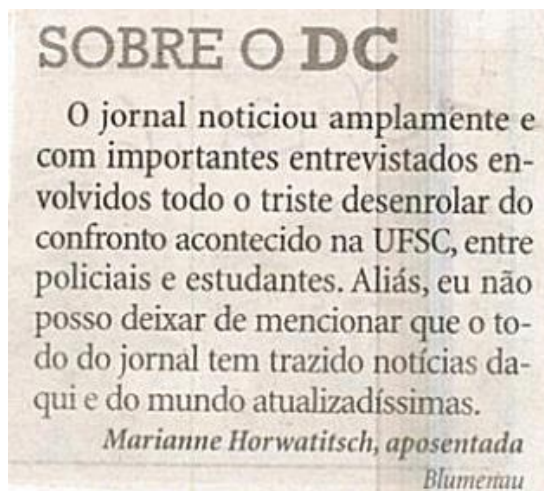 SOBRE O DC
O jornal noticiou amplamente e
com importantes entrevistados en-
volvidos todo o triste desenrolar do
confronto acontecido na UFSC, entre
policiais e estudantes. Aliás, eu não
posso deixar de mencionar que o to-
do do jornal tem trazido notícias da-
qui e do mundo atualizadíssimas.
Marianne Horwatitsch, aposentada
Blumenau